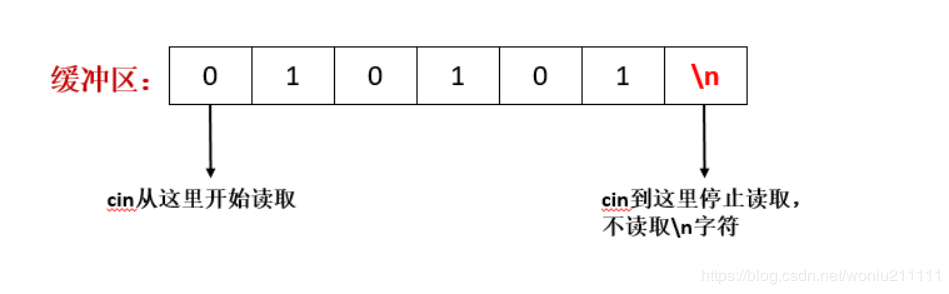 缓冲区： 0 1 0 1 0 1 \n
cin从这里开始读取
cin到这里停止读取，
不读取\n字符
https://blog.csdn.net/woniu211111